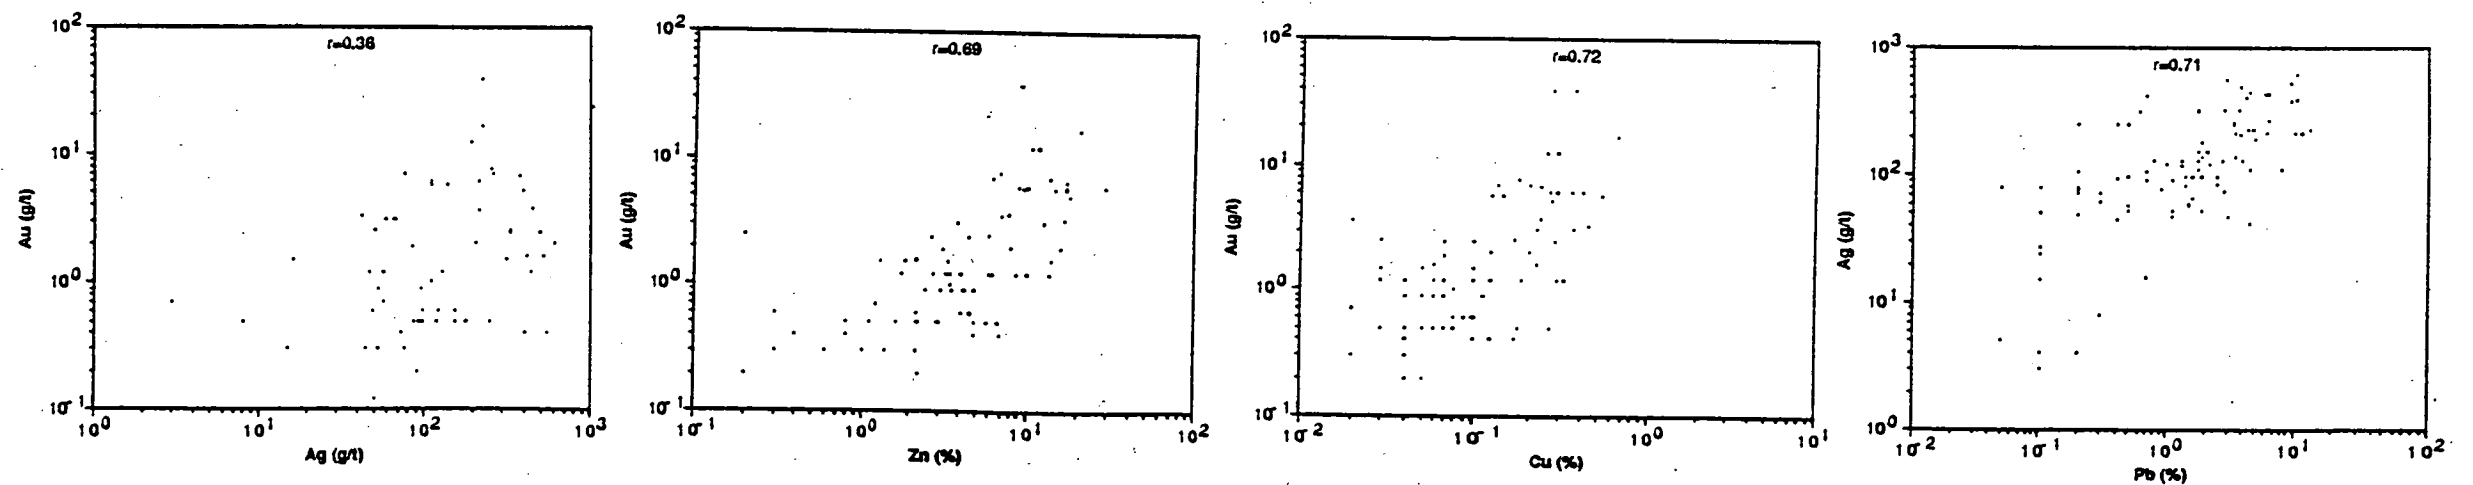 r=0.36
10²
10¹
10⁰
10⁻¹
Au (g/t)
10⁰ 10¹ 10² 10³
Ag (g/t)
r=0.69
10²
10¹
10⁰
10⁻¹
Au (g/t)
10⁻¹ 10⁰ 10¹ 10²
Zn (%)
r=0.72
10²
10¹
10⁰
10⁻¹
Au (g/t)
10⁻² 10⁻¹ 10⁰ 10¹
Cu (%)
r=0.71
10³
10²
10¹
10⁰
Ag (g/t)
10⁻² 10⁻¹ 10⁰ 10¹ 10²
Pb (%)